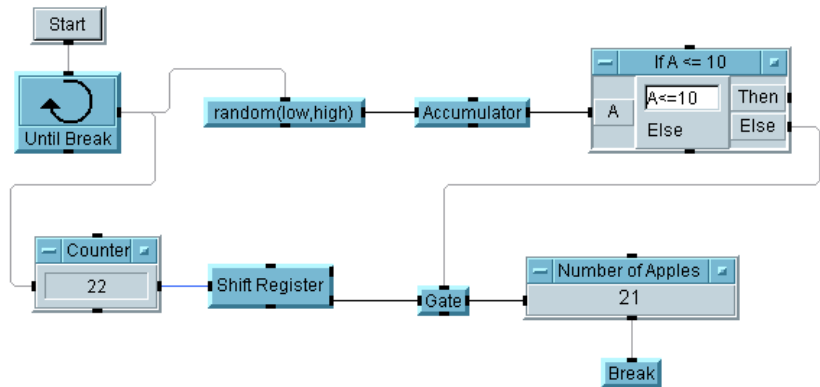 Start
Until Break
random(low,high)
Accumulator
If A <= 10
A
A<=10
Else
Then
Else
Counter
22
Shift Register
Gate
Number of Apples
21
Break